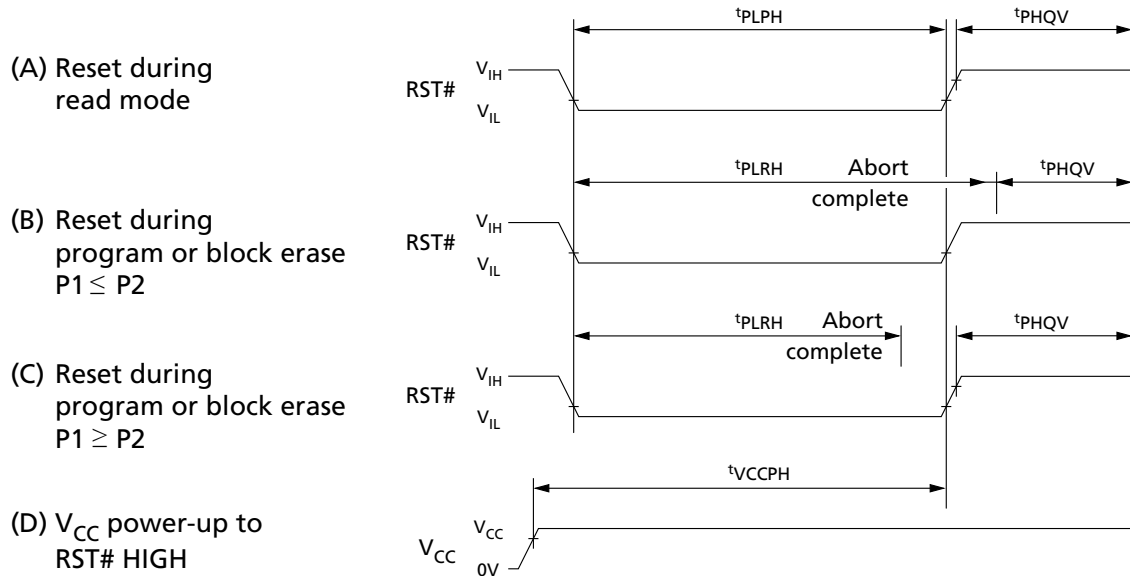 tPLPH
tPHQV
(A) Reset during
read mode
RST#
VIH
VIL
tPLRH
Abort
complete
tPHQV
(B) Reset during
program or block erase
P1 ≤ P2
RST#
VIH
VIL
tPLRH
Abort
complete
tPHQV
(C) Reset during
program or block erase
P1 ≥ P2
RST#
VIH
VIL
tVCCPH
(D) VCC power-up to
RST# HIGH
VCC
VCC
0V